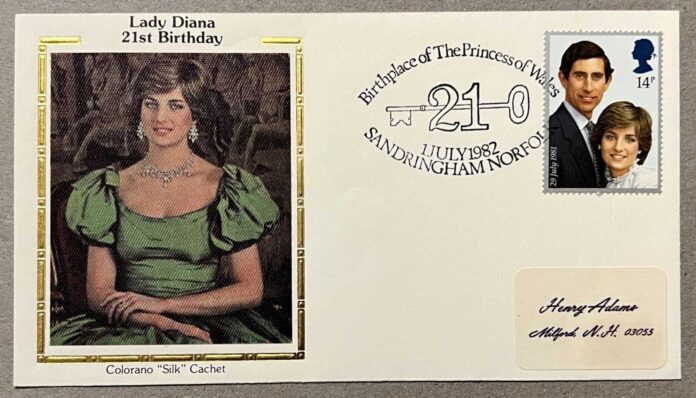 Lady Diana
21st Birthday
Colorano "Silk" Cachet
Birthplace of The Princess of Wales
21
1 JULY 1982
SANDRINGHAM NORFOLK
14P
29 July 1981
Henry Adams
Milford, N.H. 03055